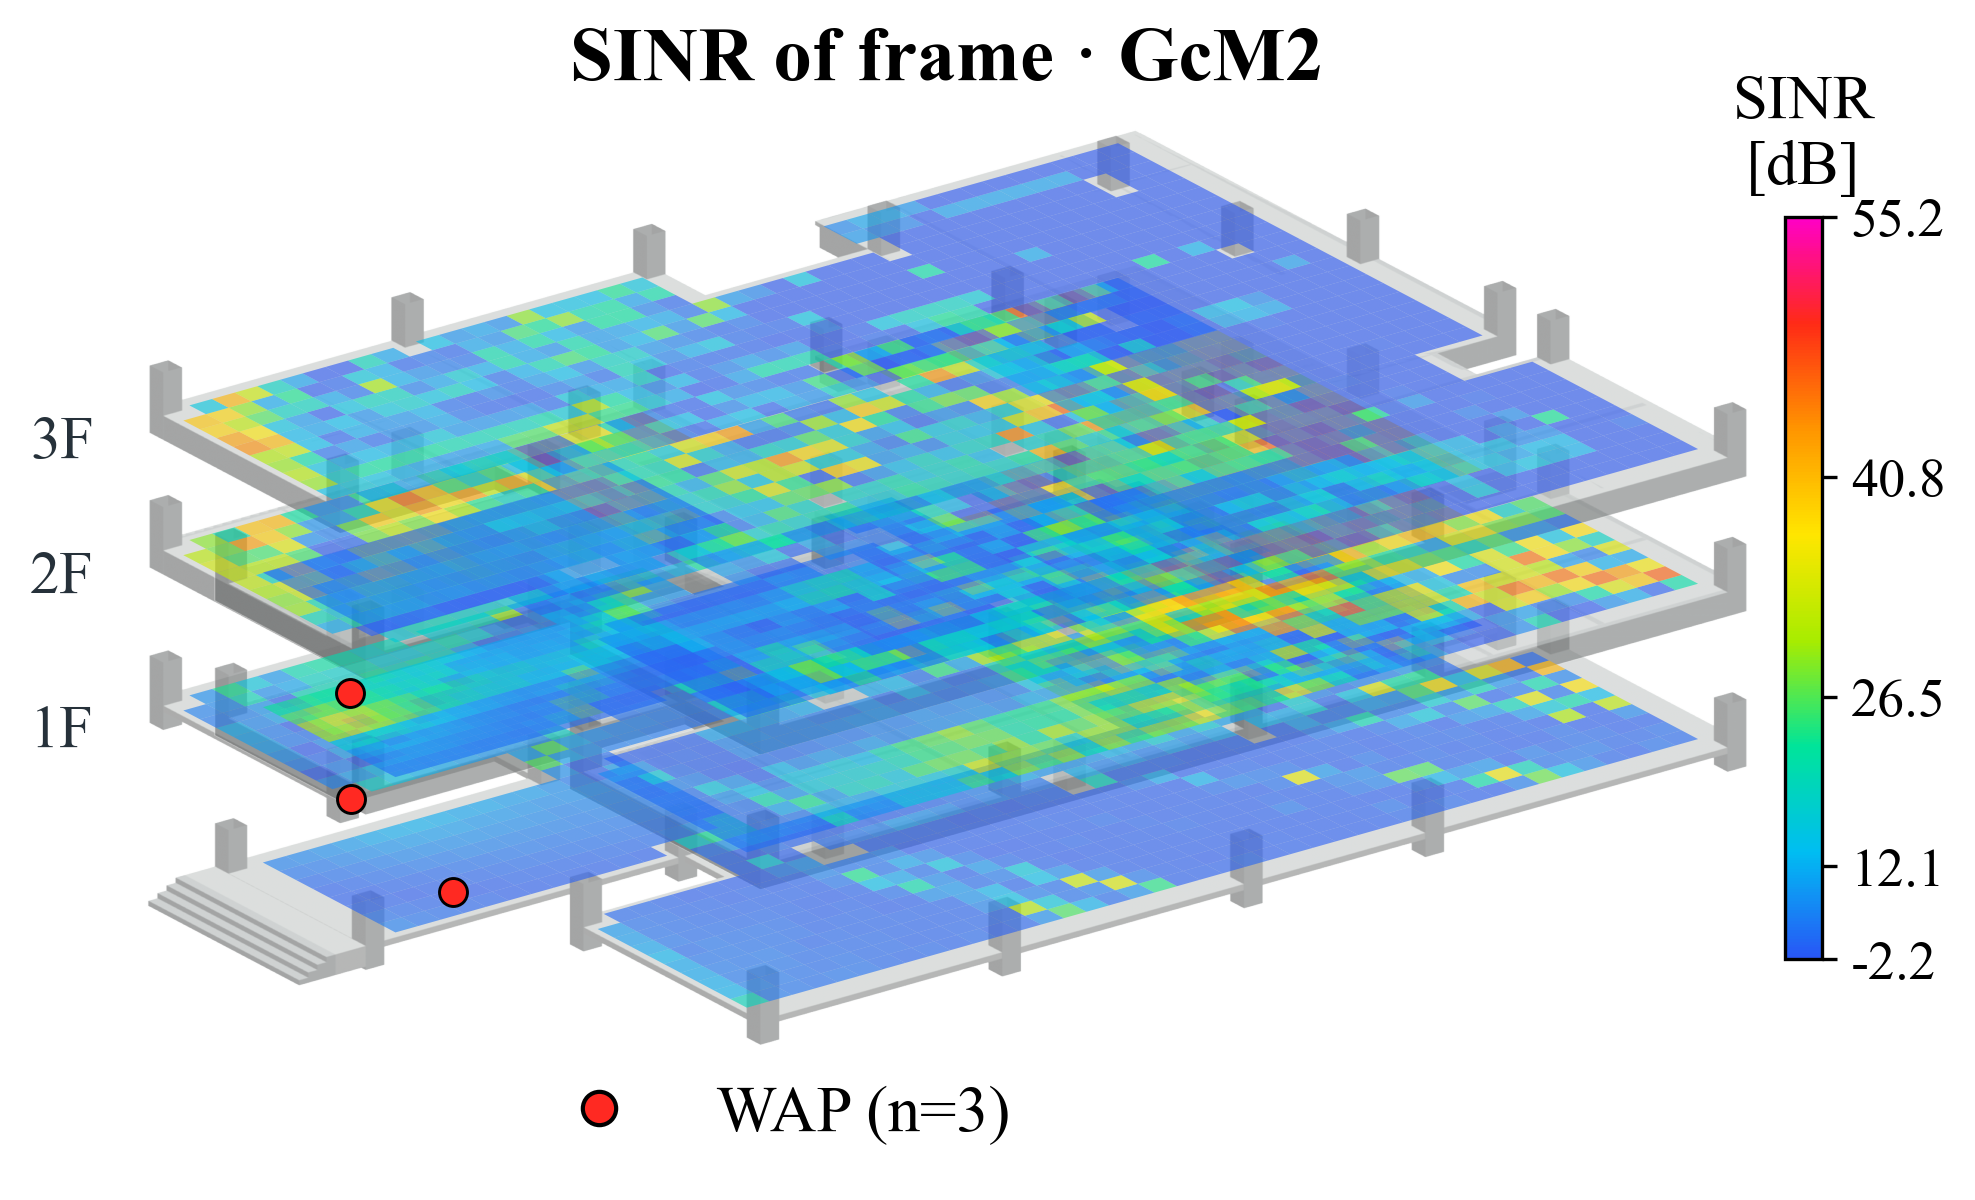 SINR of frame · GcM2
SINR
[dB]
55.2
40.8
26.5
12.1
-2.2
3F
2F
1F
WAP (n=3)